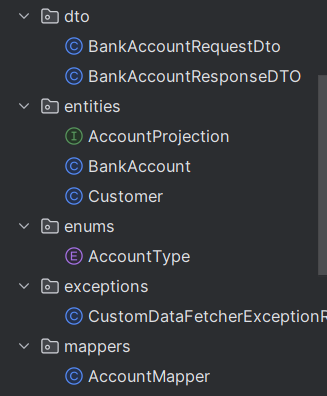 dto
C BankAccountRequestDto
C BankAccountResponseDTO
entities
I AccountProjection
C BankAccount
C Customer
enums
E AccountType
exceptions
C CustomDataFetcherExceptionR
mappers
C AccountMapper